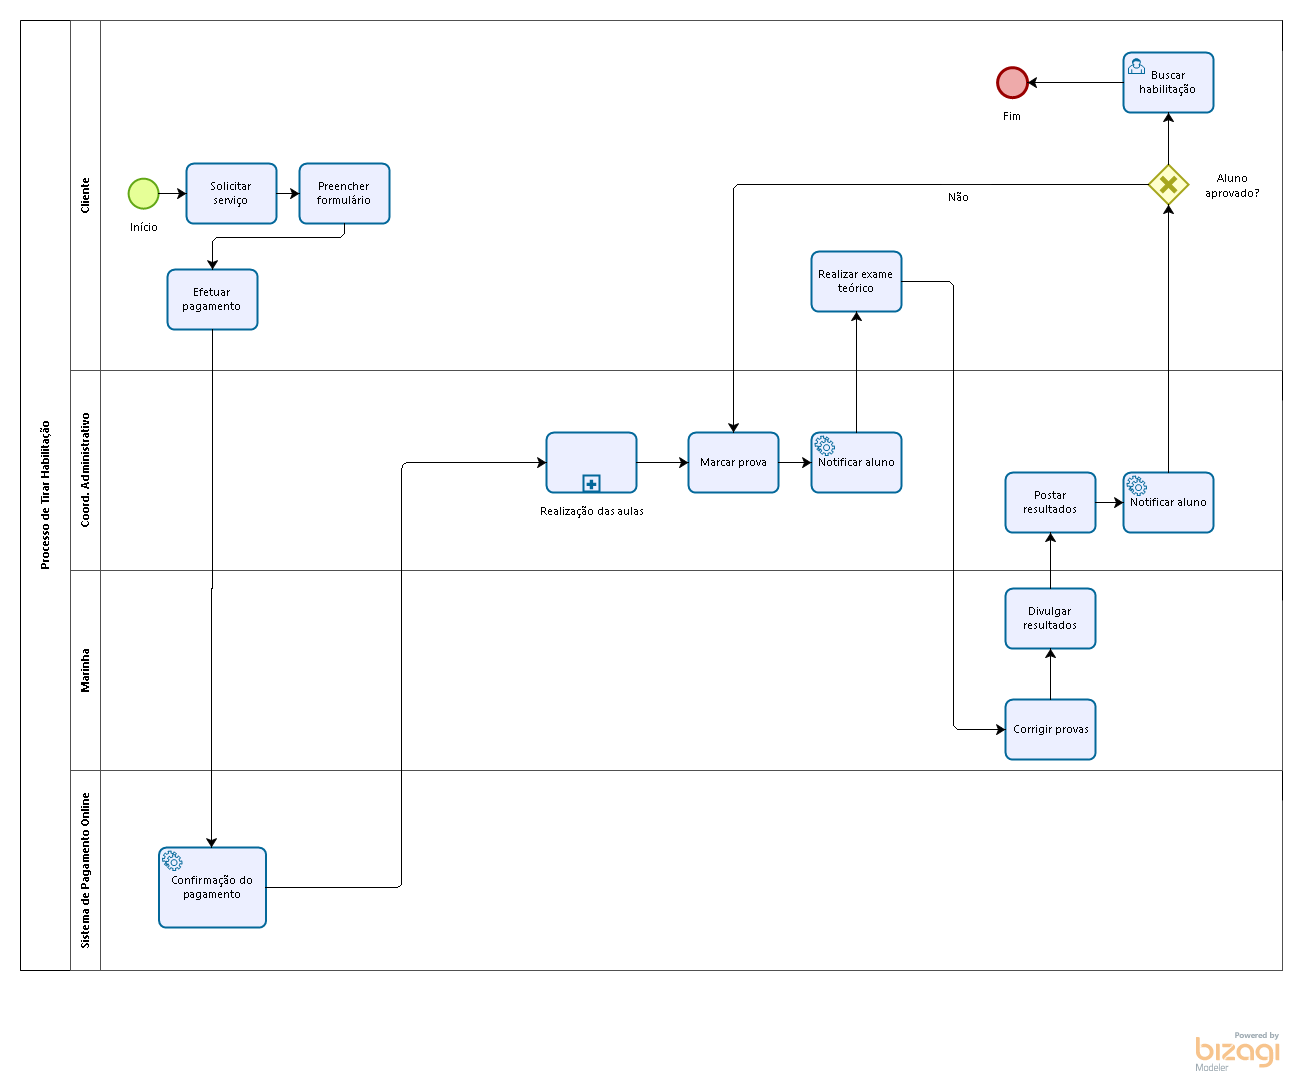 Processo de Tirar Habilitação
Cliente
Início
Solicitar
serviço
Preencher
formulário
Efetuar
pagamento
Realizar exame
teórico
Não
Aluno
aprovado?
Buscar
habilitação
Fim
Coord. Administrativo
Realização das aulas
Marcar prova
Notificar aluno
Postar
resultados
Notificar aluno
Marinha
Divulgar
resultados
Corrigir provas
Sistema de Pagamento Online
Confirmação do
pagamento
Powered by
bizagi
Modeler